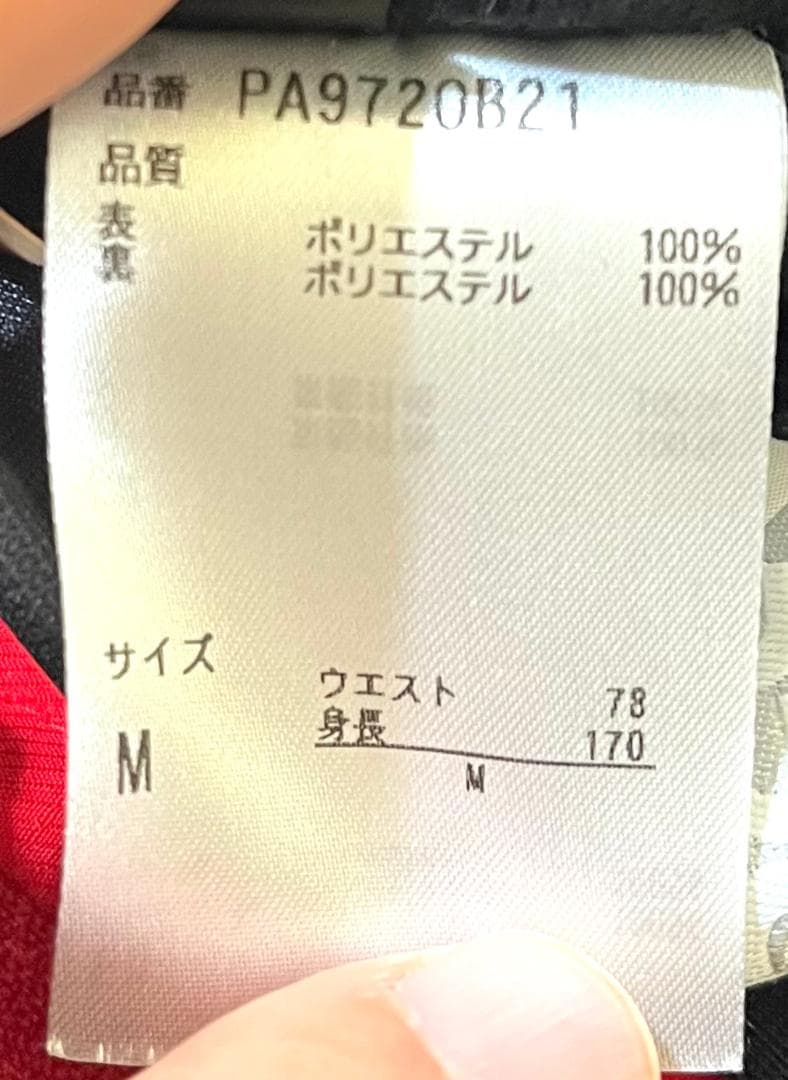 品番 PA9720B21
品質
表 ポリエステル 100%
裏 ポリエステル 100%
サイズ
ウエスト 78
身長 170
M
M